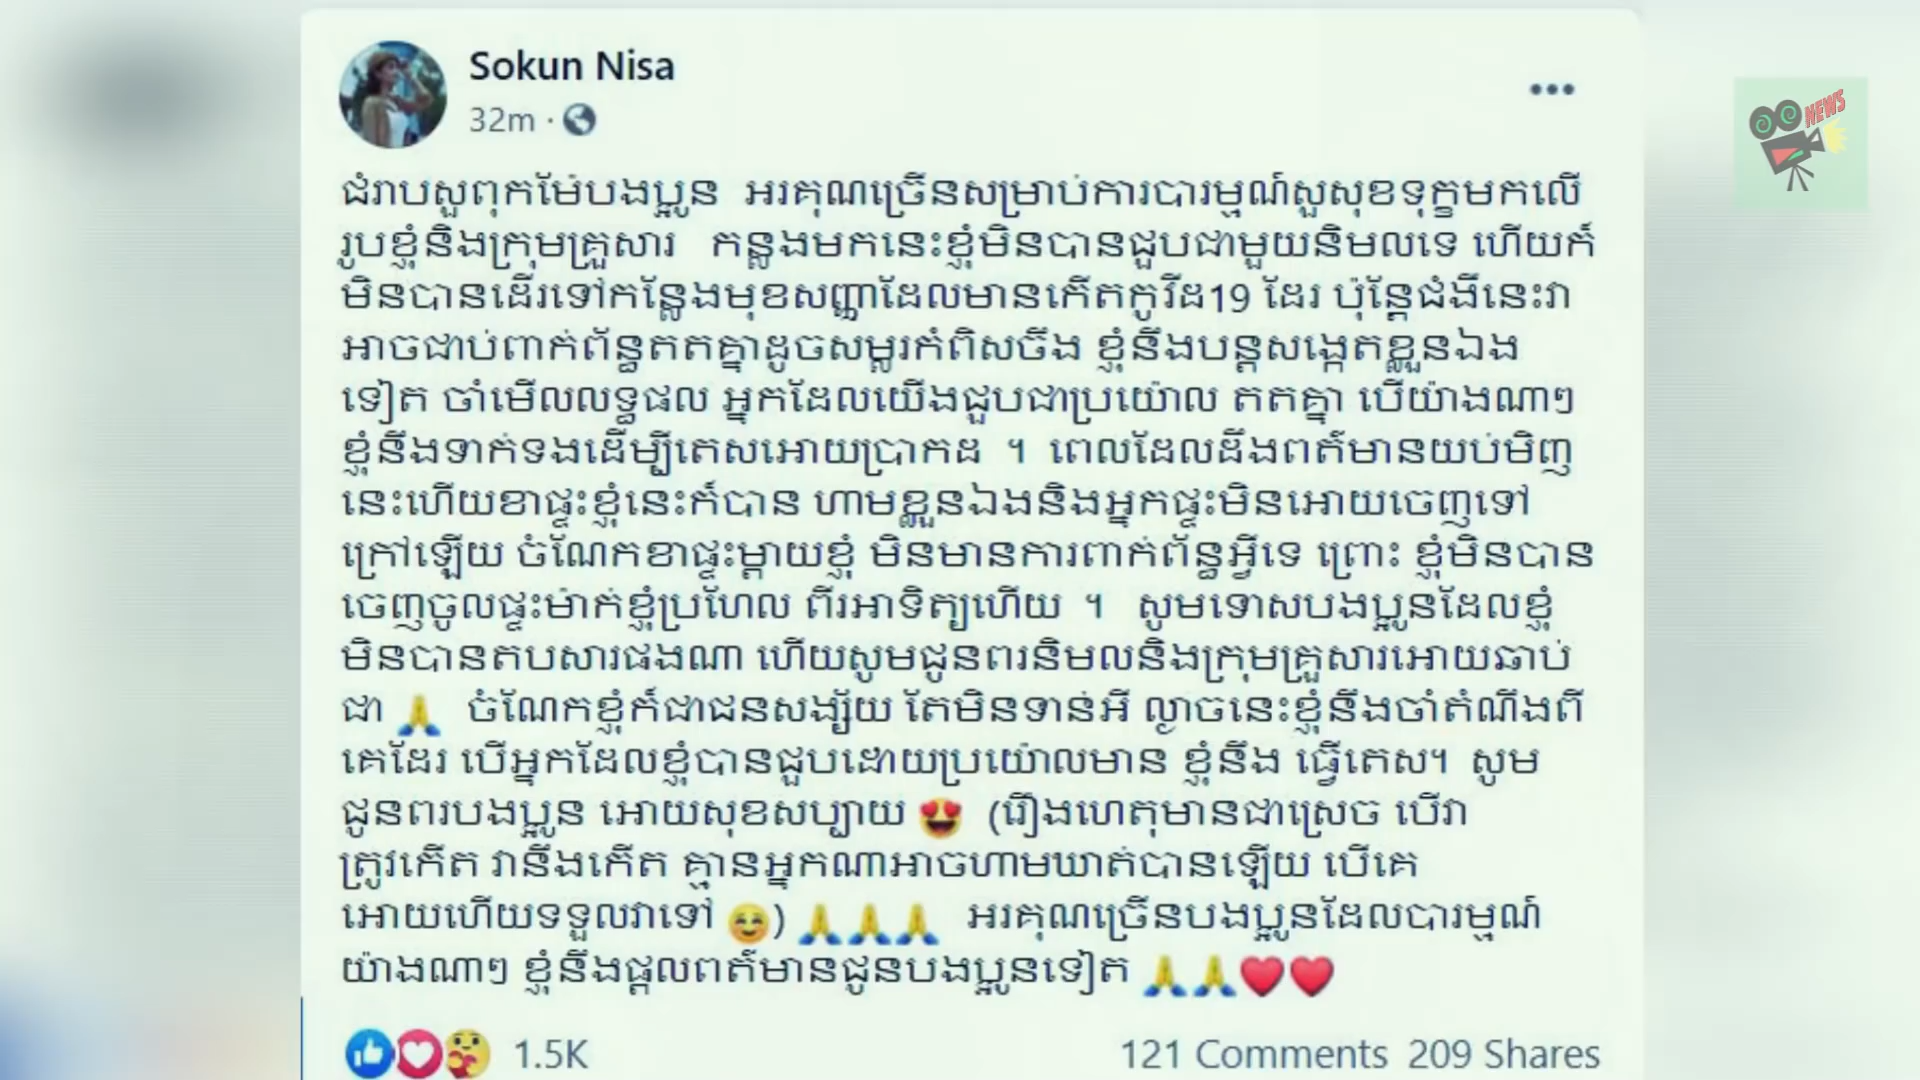 Sokun Nisa
32m
NEWS
ជំរាបសួពុកម៉ែបងប្អូន អរគុណច្រើនសម្រាប់ការបារម្មណ៍សួសុខទុក្ខមកលើ
រូបខ្ញុំនិងក្រុមគ្រួសារ កន្លងមកនេះខ្ញុំមិនបានជួបជាមួយនិមលទេ ហើយក៍
មិនបានដើរទៅកន្លែងមុខសញ្ញាដែលមានកើតកូវីដ19 ដែរ ប៉ុន្តែជំងឺនេះវា
អាចជាប់ពាក់ព័ន្ធតតគ្នាដូចសម្លរកំពិសចឹង ខ្ញុំនឹងបន្តសង្កេតខ្លួនឯង
ទៀត ចាំមើលលទ្ធផល អ្នកដែលយើងជួបជាប្រយ៉ោល តតគ្នា បើយ៉ាងណាៗ
ខ្ញុំនឹងទាក់ទងដើម្បីតេសអោយប្រាកដ ។ ពេលដែលដឹងពត័មានយប់មិញ
នេះហើយខាផ្ទះខ្ញុំនេះក៍បាន ហាមខ្លួនឯងនិងអ្នកផ្ទះមិនអោយចេញទៅ
ក្រៅឡើយ ចំណែកខាផ្ទះម្តាយខ្ញុំ មិនមានការពាក់ព័ន្ធអ្វីទេ ព្រោះ ខ្ញុំមិនបាន
ចេញចូលផ្ទះម៉ាក់ខ្ញុំប្រហែល ពីរអាទិត្យហើយ ។ សូមទោសបងប្អូនដែលខ្ញុំ
មិនបានតបសារផងណា ហើយសូមជូនពរនិមលនិងក្រុមគ្រួសារអោយឆាប់
ជា 🙏 ចំណែកខ្ញុំក៍ជាជនសង្ស័យ តែមិនទាន់អី ល្ងាចនេះខ្ញុំនឹងចាំតំណឹងពី
គេដែរ បើអ្នកដែលខ្ញុំបានជួបដោយប្រយ៉ោលមាន ខ្ញុំនឹង ធ្វើតេស។ សូម
ជូនពរបងប្អូន អោយសុខសប្បាយ 😍 (រឿងហេតុមានជាស្រេច បើវា
ត្រូវកើត វានឹងកើត គ្មានអ្នកណាអាចហាមឃាត់បានឡើយ បើគេ
អោយហើយទទួលវាទៅ ☺️) 🙏🙏🙏 អរគុណច្រើនបងប្អូនដែលបារម្មណ៍
យ៉ាងណាៗ ខ្ញុំនឹងផ្តលពត័មានជូនបងប្អូនទៀត 🙏🙏❤️❤️
1.5K 121 Comments 209 Shares